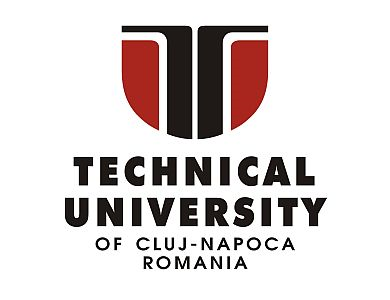 TECHNICAL
UNIVERSITY
OF CLUJ-NAPOCA
ROMANIA